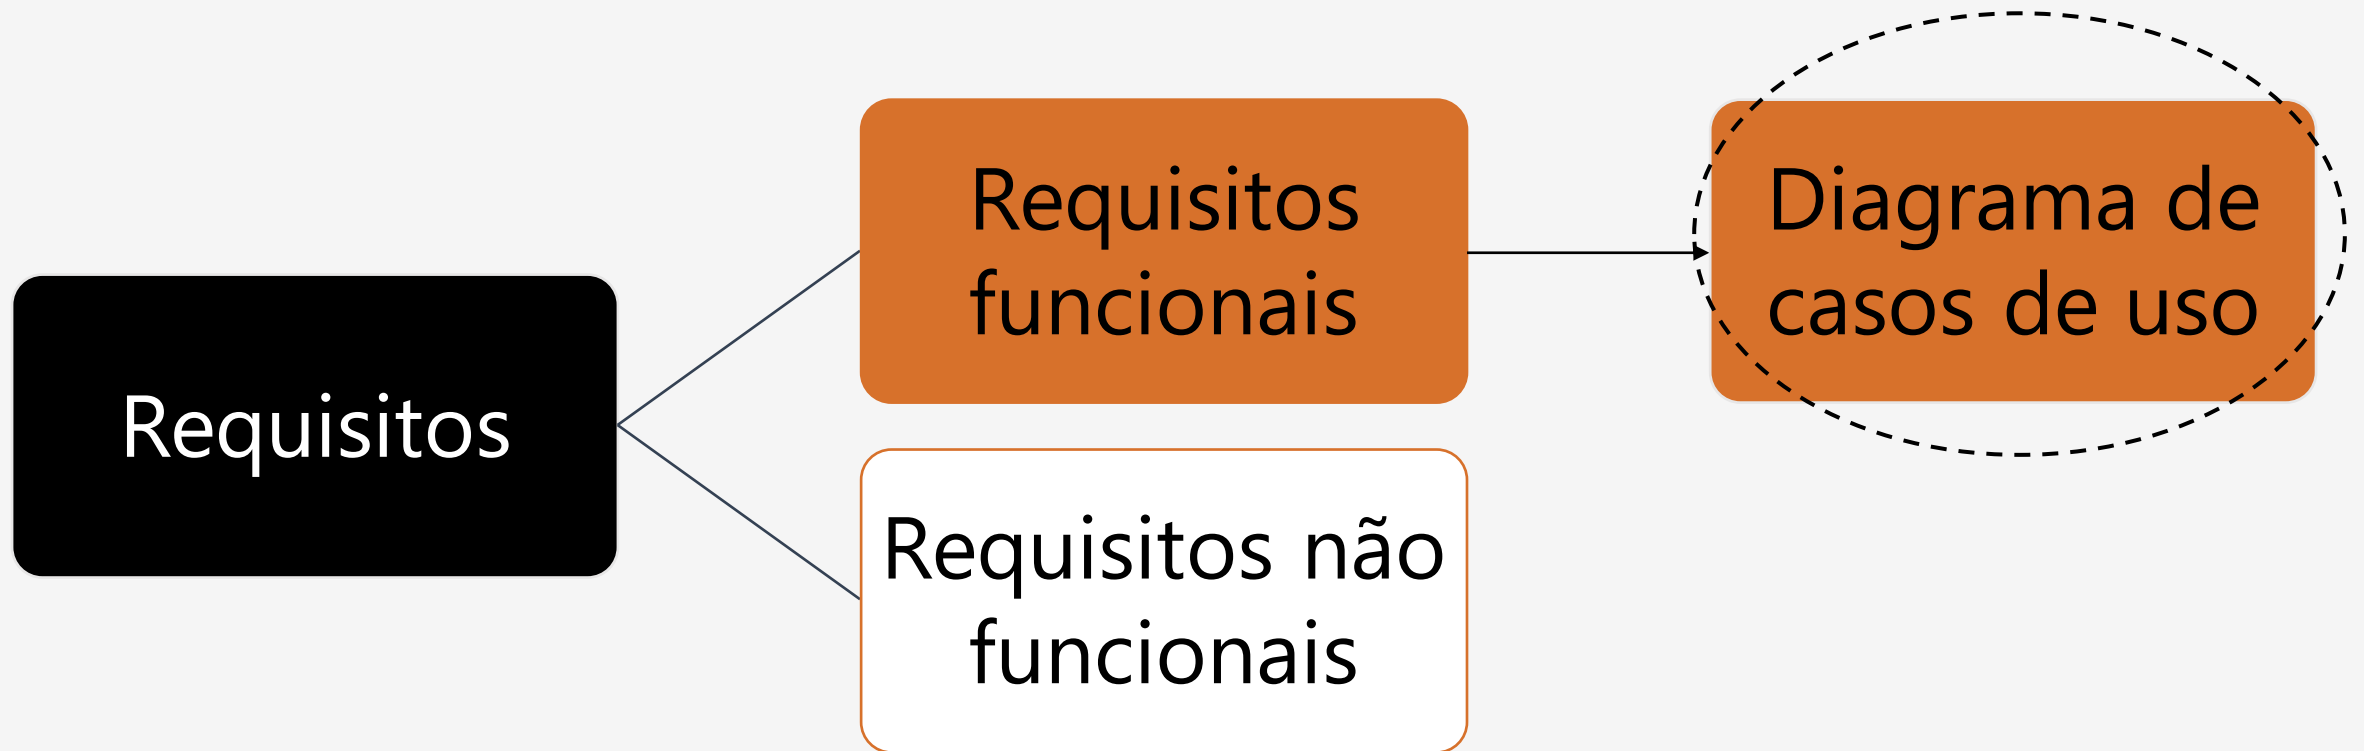 Requisitos
Requisitos
funcionais
Diagrama de
casos de uso
Requisitos não
funcionais